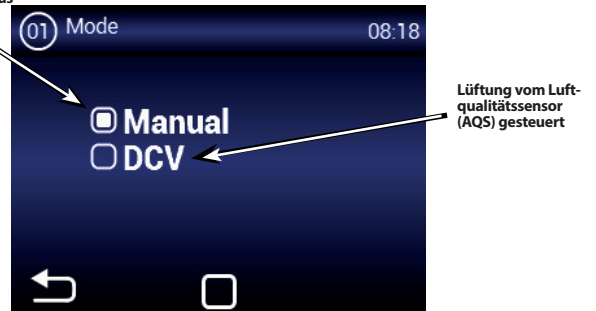 01 Mode 08:18
Manual
DCV
Lüftung vom Luft-
qualitätssensor
(AQS) gesteuert